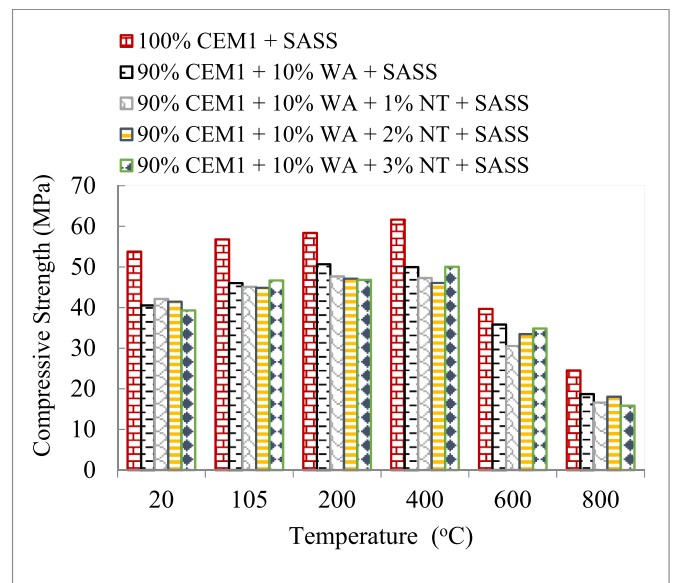 100% CEM1 + SASS
90% CEM1 + 10% WA + SASS
90% CEM1 + 10% WA + 1% NT + SASS
90% CEM1 + 10% WA + 2% NT + SASS
90% CEM1 + 10% WA + 3% NT + SASS
Compressive Strength (MPa)
70
60
50
40
30
20
10
0
20 105 200 400 600 800
Temperature (ºC)